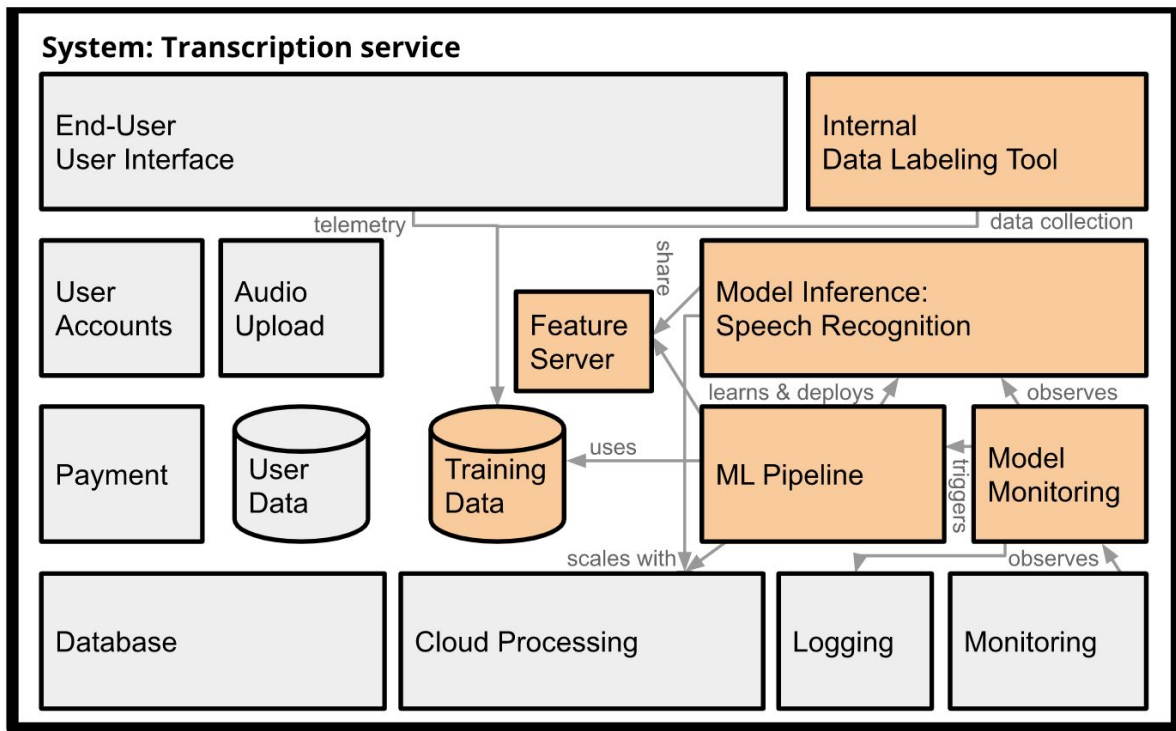 System: Transcription service
End-User
User Interface
Internal
Data Labeling Tool
telemetry
data collection
User
Accounts
Audio
Upload
Feature
Server
share
Model Inference:
Speech Recognition
learns & deploys
observes
Payment
User
Data
Training
Data
uses
ML Pipeline
triggers
Model
Monitoring
scales with
observes
Database
Cloud Processing
Logging
Monitoring